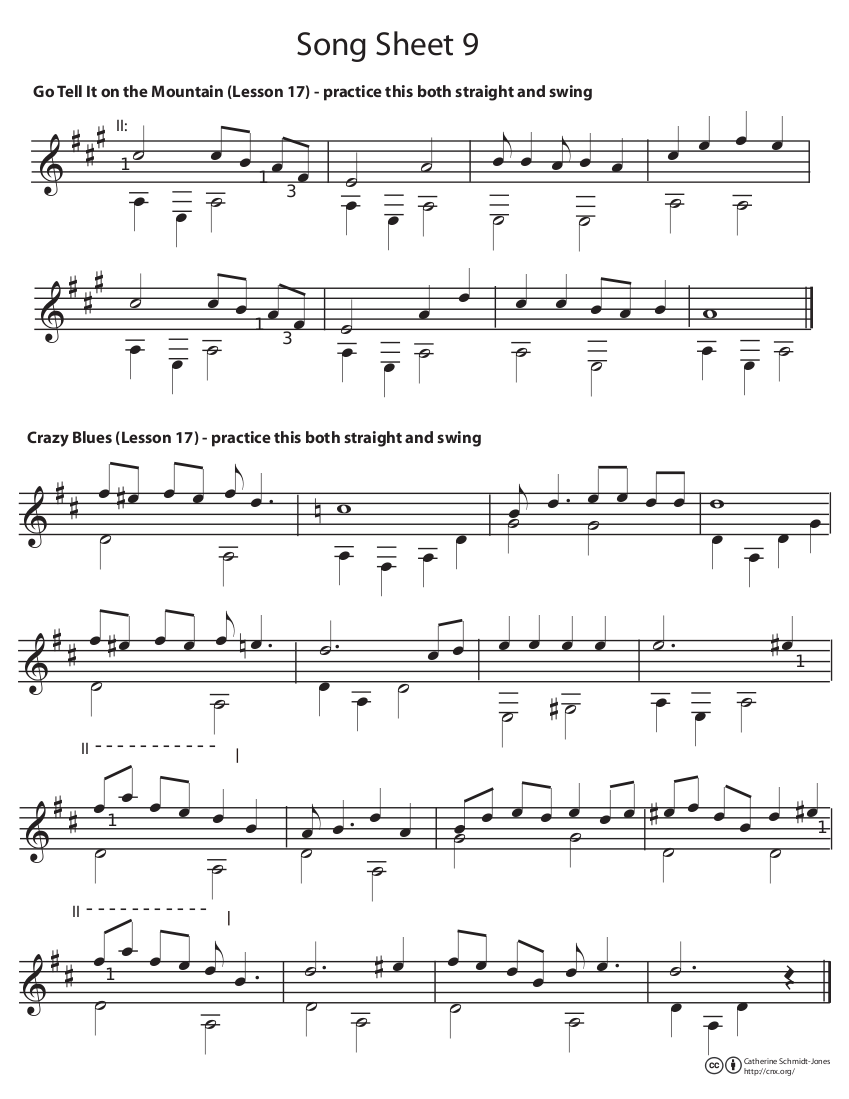 Song Sheet 9
Go Tell It on the Mountain (Lesson 17) - practice this both straight and swing
II:
1
1
3
1
3
Crazy Blues (Lesson 17) - practice this both straight and swing
1
II - - - - - - - - - - - I
1
1
II - - - - - - - - - - - I
1
cc
Catherine Schmidt-Jones
http://cnx.org/